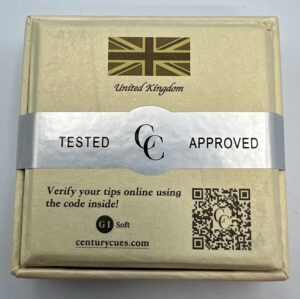 United Kingdom
TESTED CC APPROVED
Verify your tips online using
the code inside!
G1 Soft
centurycues.com